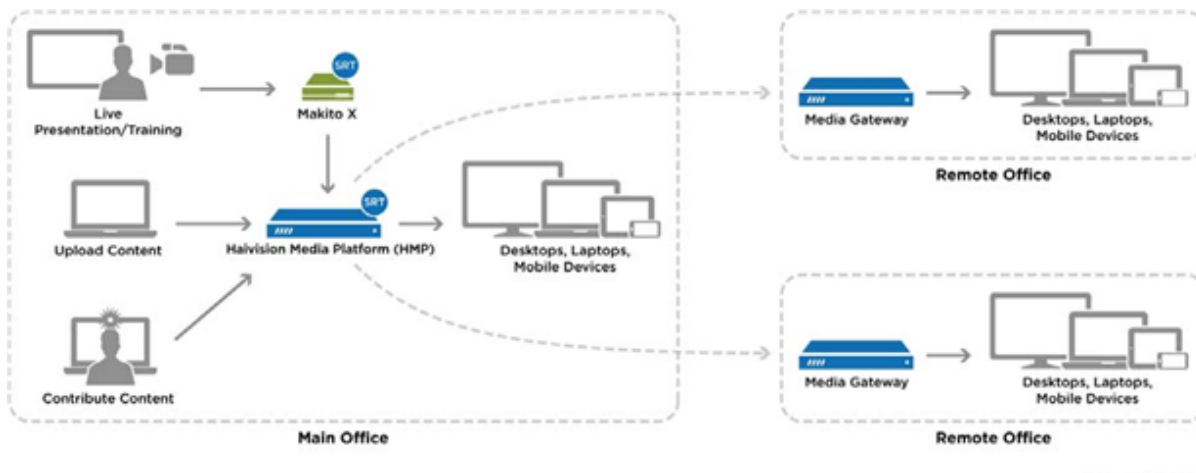 SRT
Live
Presentation/Training
Makito X
Upload Content
SRT
Haivision Media Platform (HMP)
Desktops, Laptops,
Mobile Devices
Contribute Content
Main Office
Media Gateway
Desktops, Laptops,
Mobile Devices
Remote Office
Media Gateway
Desktops, Laptops,
Mobile Devices
Remote Office